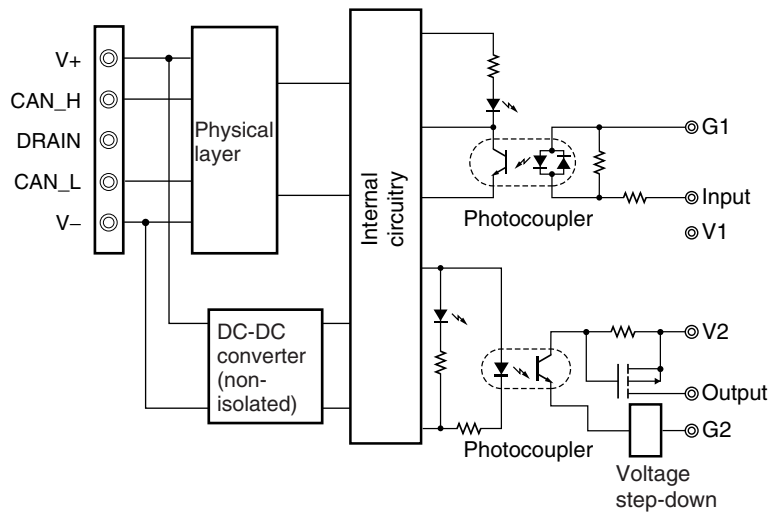 V+
CAN_H
DRAIN
CAN_L
V–
Physical
layer
DC-DC
converter
(non-
isolated)
Internal
circuitry
Photocoupler
G1
Input
V1
V2
Output
G2
Photocoupler
Voltage
step-down